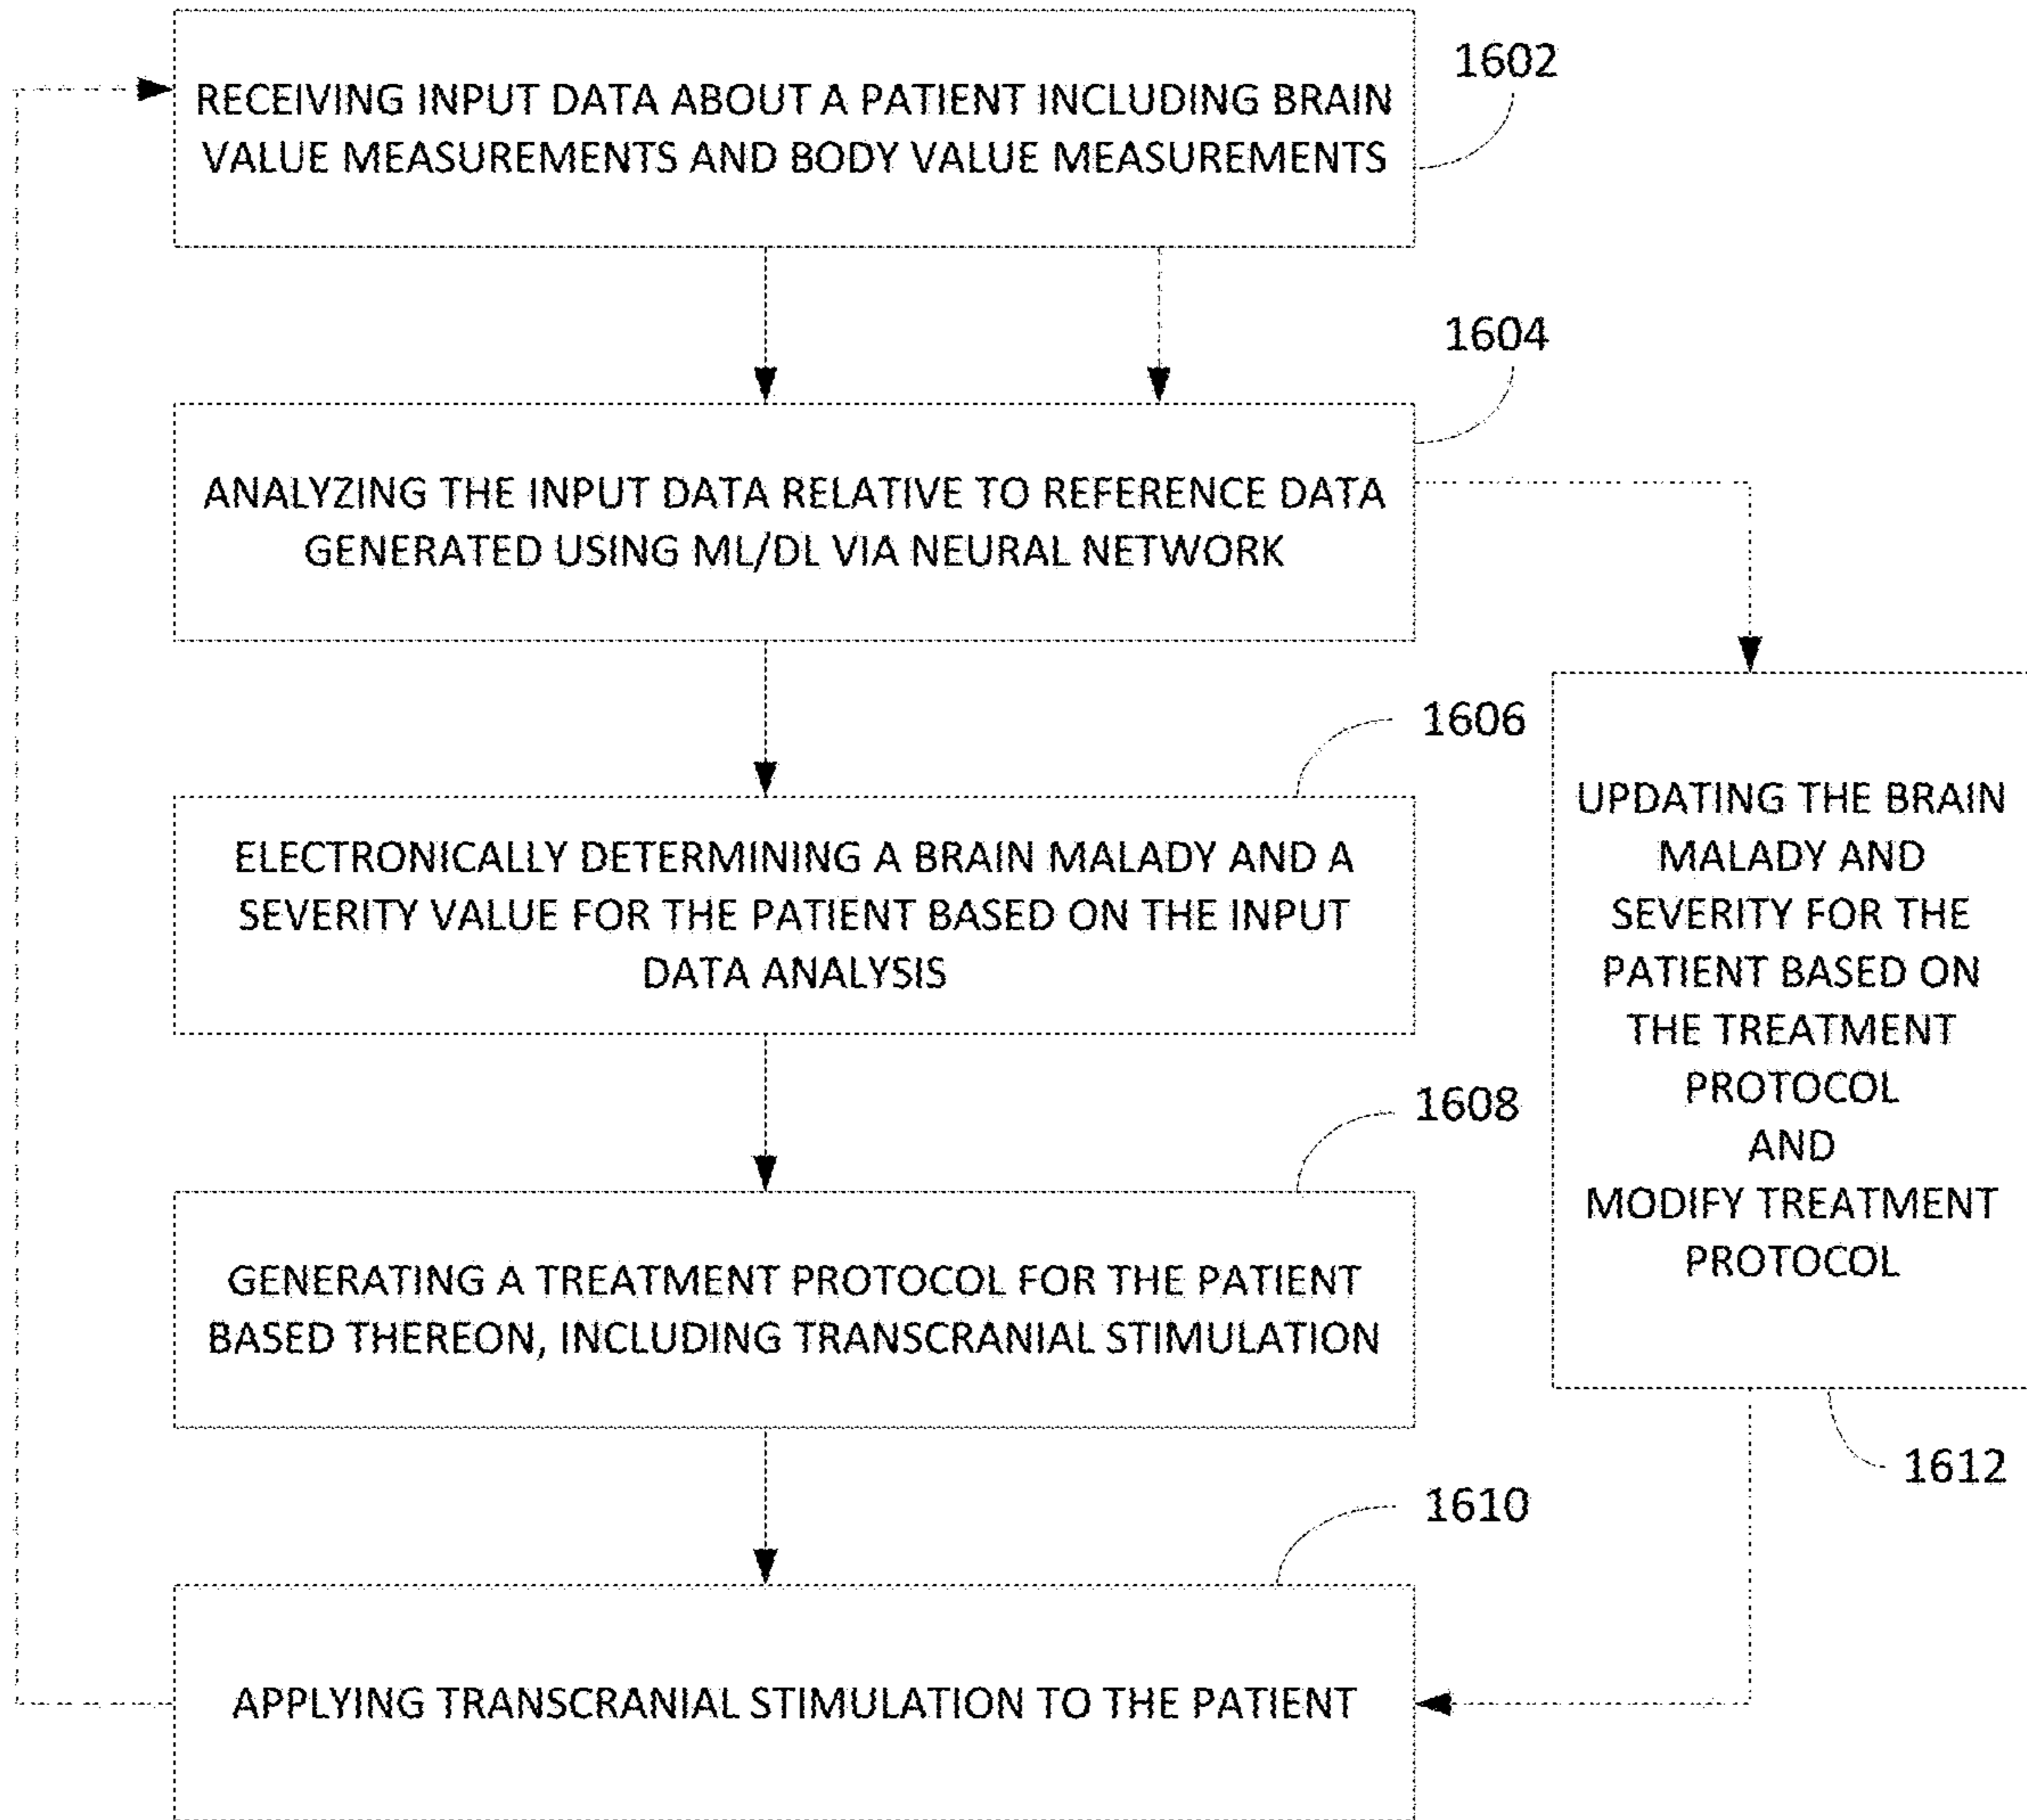 1602
RECEIVING INPUT DATA ABOUT A PATIENT INCLUDING BRAIN
VALUE MEASUREMENTS AND BODY VALUE MEASUREMENTS
1604
ANALYZING THE INPUT DATA RELATIVE TO REFERENCE DATA
GENERATED USING ML/DL VIA NEURAL NETWORK
1606
ELECTRONICALLY DETERMINING A BRAIN MALADY AND A
SEVERITY VALUE FOR THE PATIENT BASED ON THE INPUT
DATA ANALYSIS
1608
GENERATING A TREATMENT PROTOCOL FOR THE PATIENT
BASED THEREON, INCLUDING TRANSCRANIAL STIMULATION
1610
APPLYING TRANSCRANIAL STIMULATION TO THE PATIENT
UPDATING THE BRAIN
MALADY AND
SEVERITY FOR THE
PATIENT BASED ON
THE TREATMENT
PROTOCOL
AND
MODIFY TREATMENT
PROTOCOL
1612